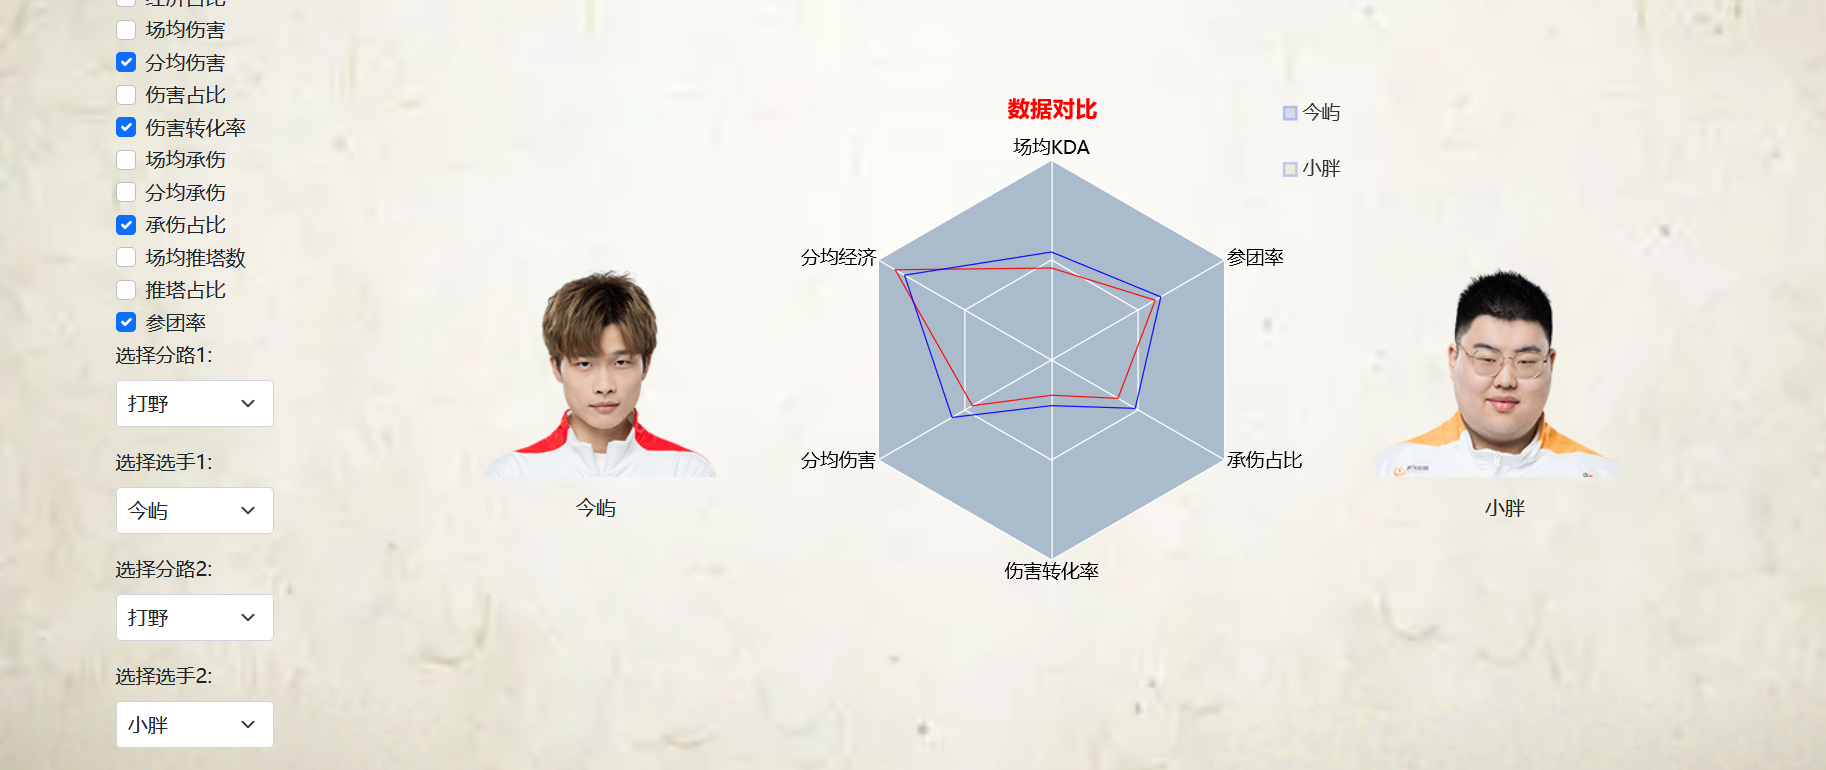 经济占比
场均伤害
分均伤害
伤害占比
伤害转化率
场均承伤
分均承伤
承伤占比
场均推塔数
推塔占比
参团率
选择分路1:
打野
选择选手1:
今屿
选择分路2:
打野
选择选手2:
小胖
今屿
数据对比
场均KDA
分均经济
参团率
分均伤害
承伤占比
伤害转化率
今屿
小胖
小胖